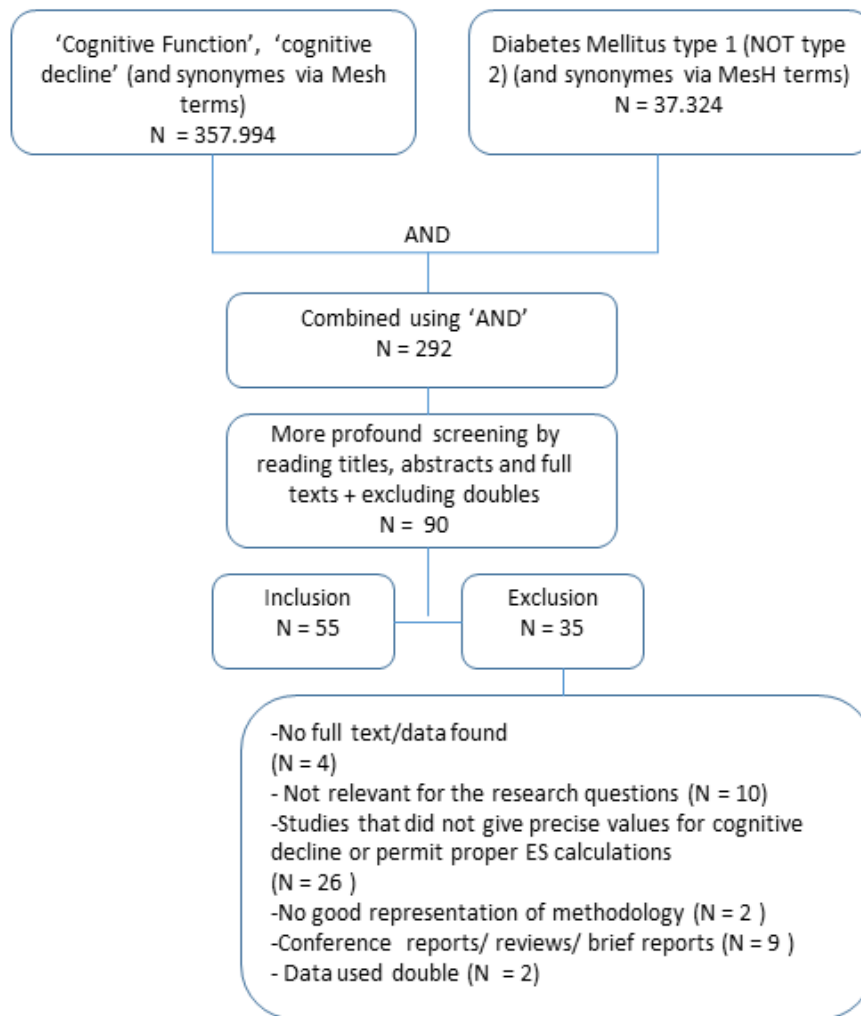 ‘Cognitive Function’, ‘cognitive
decline’ (and synonymes via Mesh
terms)
N = 357.994
Diabetes Mellitus type 1 (NOT type
2) (and synonymes via MesH terms)
N = 37.324
AND
Combined using ‘AND’
N = 292
More profound screening by
reading titles, abstracts and full
texts + excluding doubles
N = 90
Inclusion
N = 55
Exclusion
N = 35
-No full text/data found
(N = 4)
- Not relevant for the research questions (N = 10)
-Studies that did not give precise values for cognitive
decline or permit proper ES calculations
(N = 26 )
-No good representation of methodology (N = 2 )
-Conference reports/ reviews/ brief reports (N = 9 )
- Data used double (N = 2)